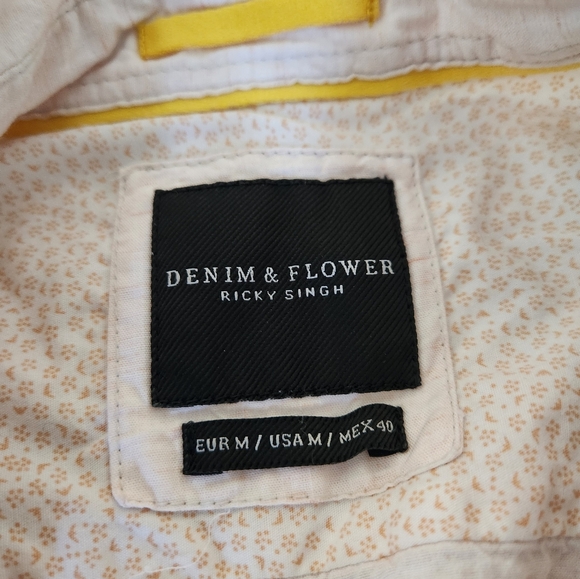 DENIM & FLOWER
RICKY SINGH
EUR M / USA M / MEX 40